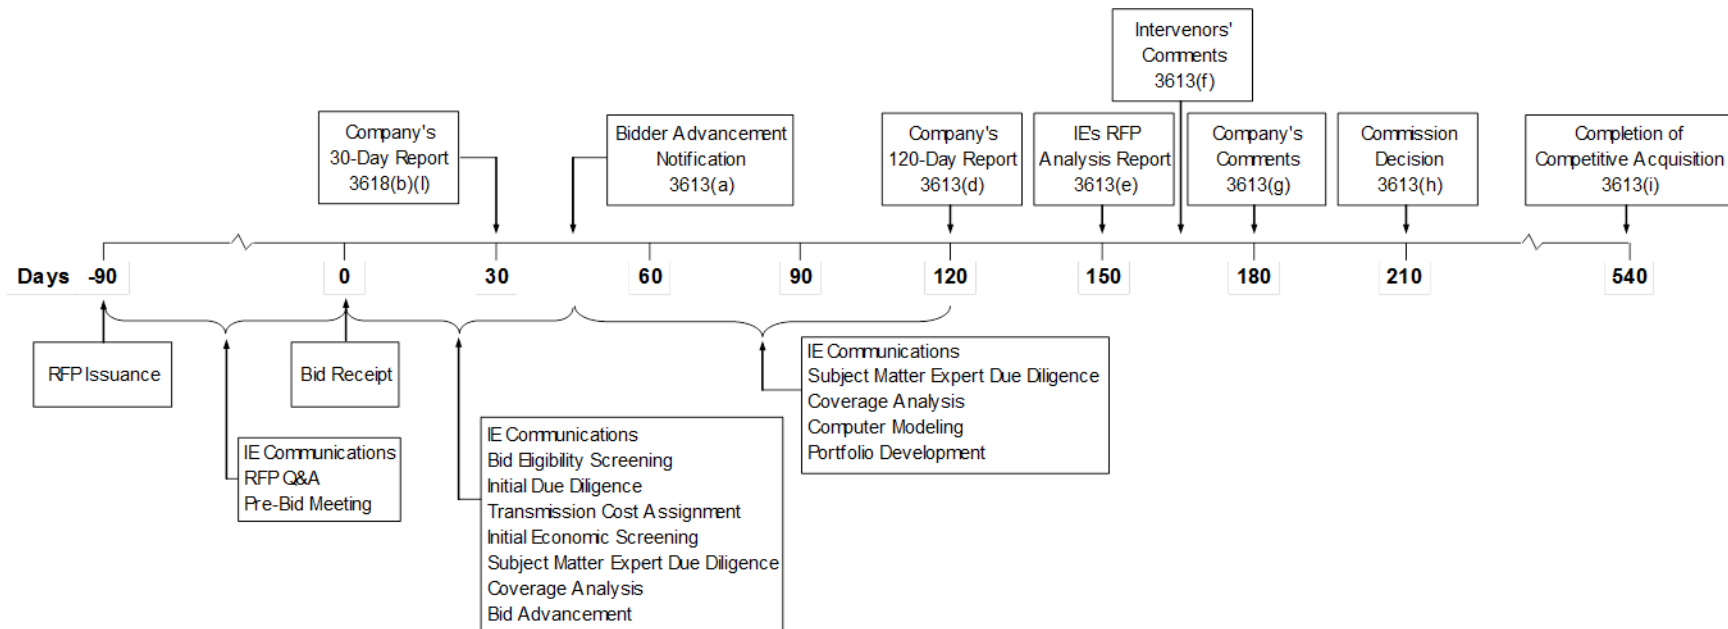 Intervenors'
Comments
3613(f)
Company's
30-Day Report
3618(b)(I)
Bidder Advancement
Notification
3613(a)
Company's
120-Day Report
3613(d)
IE's RFP
Analysis Report
3613(e)
Company's
Comments
3613(g)
Commission
Decision
3613(h)
Completion of
Competitive Acquisition
3613(i)
Days -90 0 30 60 90 120 150 180 210 540
RFP Issuance
Bid Receipt
IE Communications
RFP Q&A
Pre-Bid Meeting
IE Communications
Bid Eligibility Screening
Initial Due Diligence
Transmission Cost Assignment
Initial Economic Screening
Subject Matter Expert Due Diligence
Coverage Analysis
Bid Advancement
IE Communications
Subject Matter Expert Due Diligence
Coverage Analysis
Computer Modeling
Portfolio Development